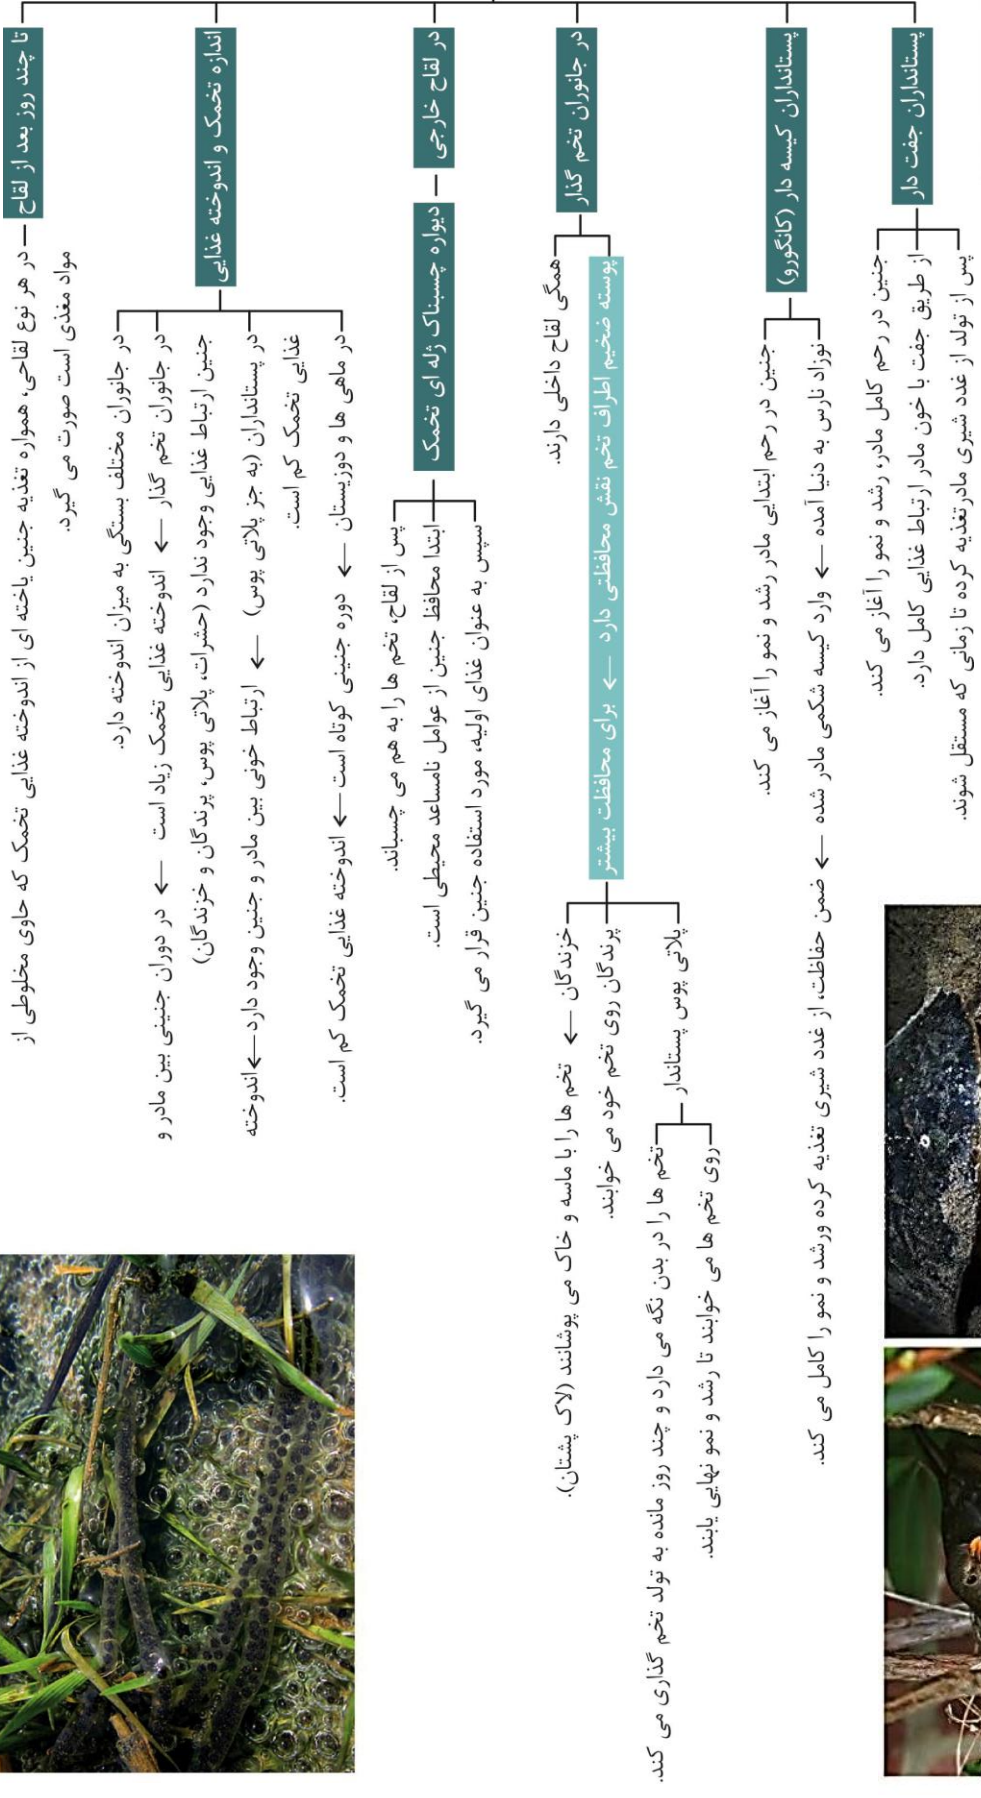 تا چند روز بعد از لقاح
در هر نوع لقاحی، همواره تغذیه جنین یاخته ای از اندوخته غذایی تخمک که حاوی مخلوطی از
مواد مغذی است صورت می گیرد.
اندازه تخمک و اندوخته غذایی
در جانوران مختلف بستگی به میزان اندوخته دارد.
در جانوران تخم گذار ← اندوخته غذایی تخمک زیاد است ← در دوران جنینی بین مادر و
جنین ارتباط غذایی وجود ندارد (حشرات، پلاتی پوس، پرندگان و خزندگان)
در پستانداران (به جز پلاتی پوس) ← ارتباط خونی بین مادر و جنین وجود دارد ← اندوخته
غذایی تخمک کم است.
در ماهی ها و دوزیستان ← دوره جنینی کوتاه است ← اندوخته غذایی تخمک کم است.
در لقاح خارجی
دیواره چسبناک ژله ای تخمک
پس از لقاح، تخم ها را به هم می چسباند.
ابتدا محافظ جنین از عوامل نامساعد محیطی است.
سپس به عنوان غذای اولیه، مورد استفاده جنین قرار می گیرد.
در جانوران تخم گذار
همگی لقاح داخلی دارند.
پوسته ضخیم اطراف تخم نقش محافظتی دارد ← برای محافظت بیشتر
خزندگان ← تخم ها را با ماسه و خاک می پوشانند (لاک پشتان).
پرندگان روی تخم خود می خوابند.
پلاتی پوس پستاندار
تخم ها را در بدن نگه می دارد و چند روز مانده به تولد تخم گذاری می کند.
روی تخم ها می خوابند تا رشد و نمو نهایی یابند.
پستانداران کیسه دار (کانگورو)
جنین در رحم ابتدایی مادر رشد و نمو را آغاز می کند.
نوزاد نارس به دنیا آمده ← وارد کیسه شکمی مادر شده ← ضمن حفاظت، از غدد شیری تغذیه کرده ورشد و نمو را کامل می کند.
پستانداران جفت دار
جنین در رحم کامل مادر، رشد و نمو را آغاز می کند.
از طریق جفت با خون مادر ارتباط غذایی کامل دارد.
پس از تولد از غدد شیری مادرتغذیه کرده تا زمانی که مستقل شوند.